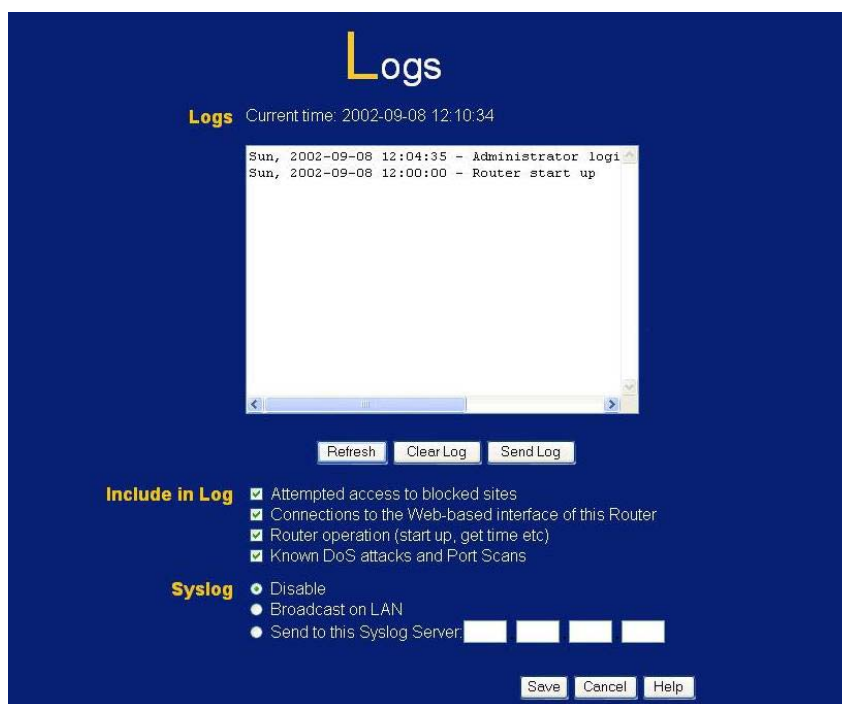 Logs
Logs Current time: 2002-09-08 12:10:34
Sun, 2002-09-08 12:04:35 - Administrator logi
Sun, 2002-09-08 12:00:00 - Router start up
Refresh Clear Log Send Log
Include in Log Attempted access to blocked sites
Connections to the Web-based interface of this Router
Router operation (start up, get time etc)
Known DoS attacks and Port Scans
Syslog Disable
Broadcast on LAN
Send to this Syslog Server:
Save Cancel Help